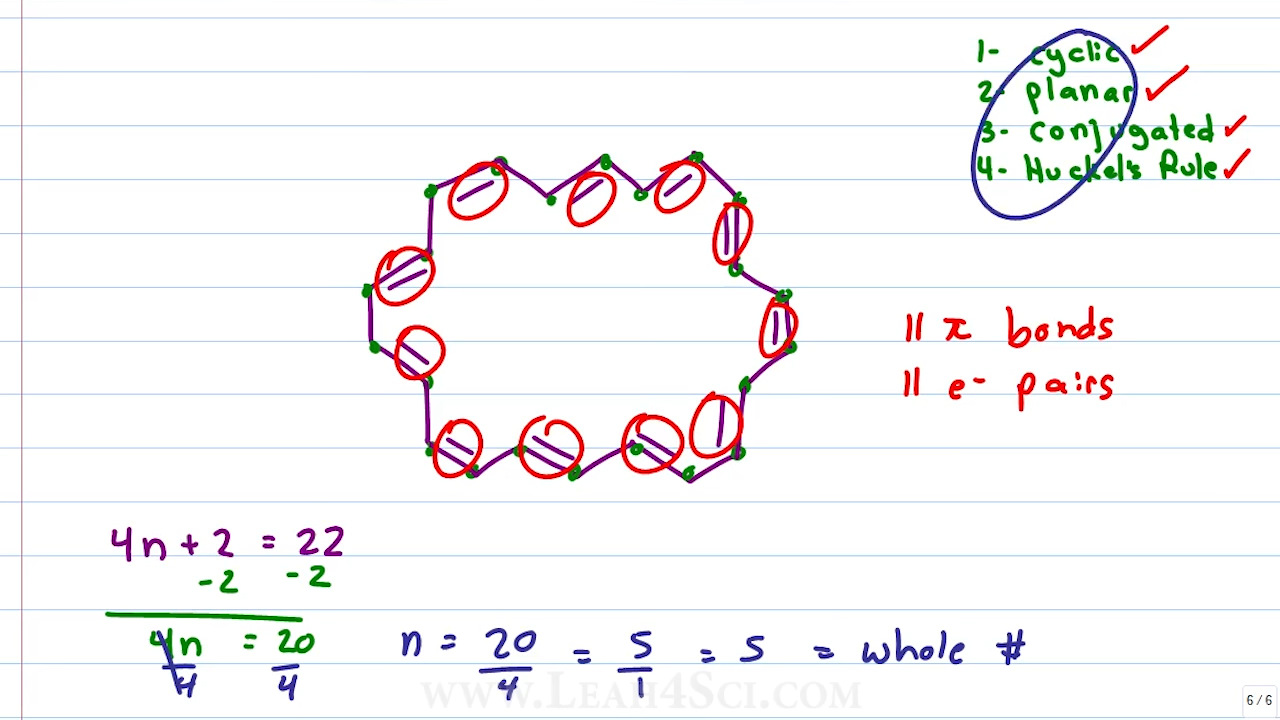 1- cyclic ✓
2- planar ✓
3- conjugated ✓
4- Huckel's Rule ✓
11 π bonds
11 e- pairs
4n + 2 = 22
-2 -2
4n = 20
4 4
n = 20/4 = 5/1 = 5 = whole #
www.Leah4Sci.com
6 / 6